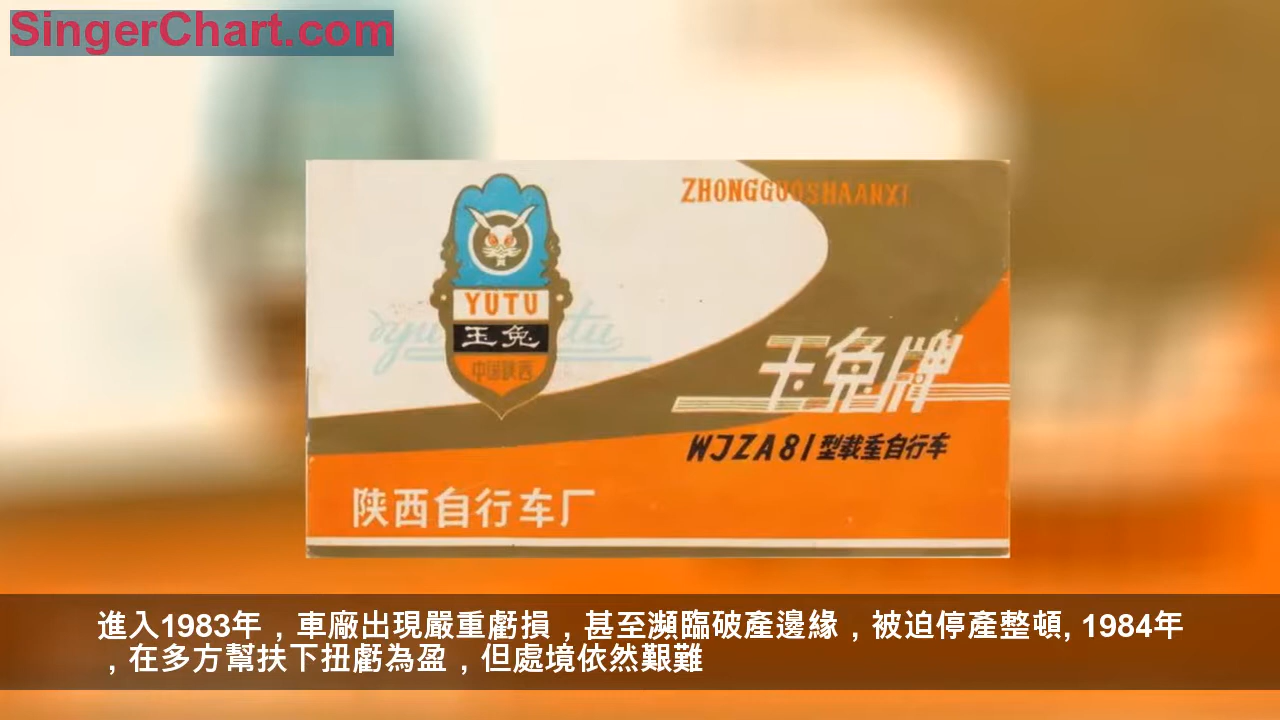 SingerChart.com
ZHONGGUOSHAANXI
YUTU
玉兔
中国陕西
玉兔牌
WJZA81型载重自行车
陕西自行车厂
進入1983年，車廠出現嚴重虧損，甚至瀕臨破產邊緣，被迫停產整頓, 1984年
，在多方幫扶下扭虧為盈，但處境依然艱難